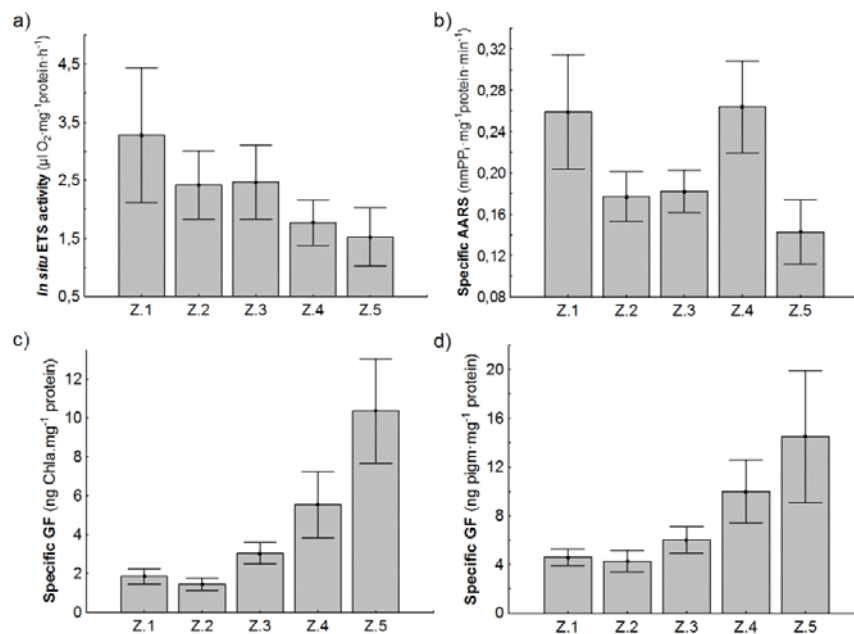 a)
In situ ETS activity (µl O₂·mg⁻¹protein·h⁻¹)
4,5
3,5
2,5
1,5
0,5
Z.1 Z.2 Z.3 Z.4 Z.5
b)
Specific AARS (nmPPᵢ·mg⁻¹protein·min⁻¹)
0,32
0,28
0,24
0,20
0,16
0,12
0,08
Z.1 Z.2 Z.3 Z.4 Z.5
c)
Specific GF
(ng Chla.mg⁻¹ protein)
12
10
8
6
4
2
0
Z.1 Z.2 Z.3 Z.4 Z.5
d)
Specific GF
(ng pigm·mg⁻¹ protein)
20
16
12
8
4
0
Z.1 Z.2 Z.3 Z.4 Z.5